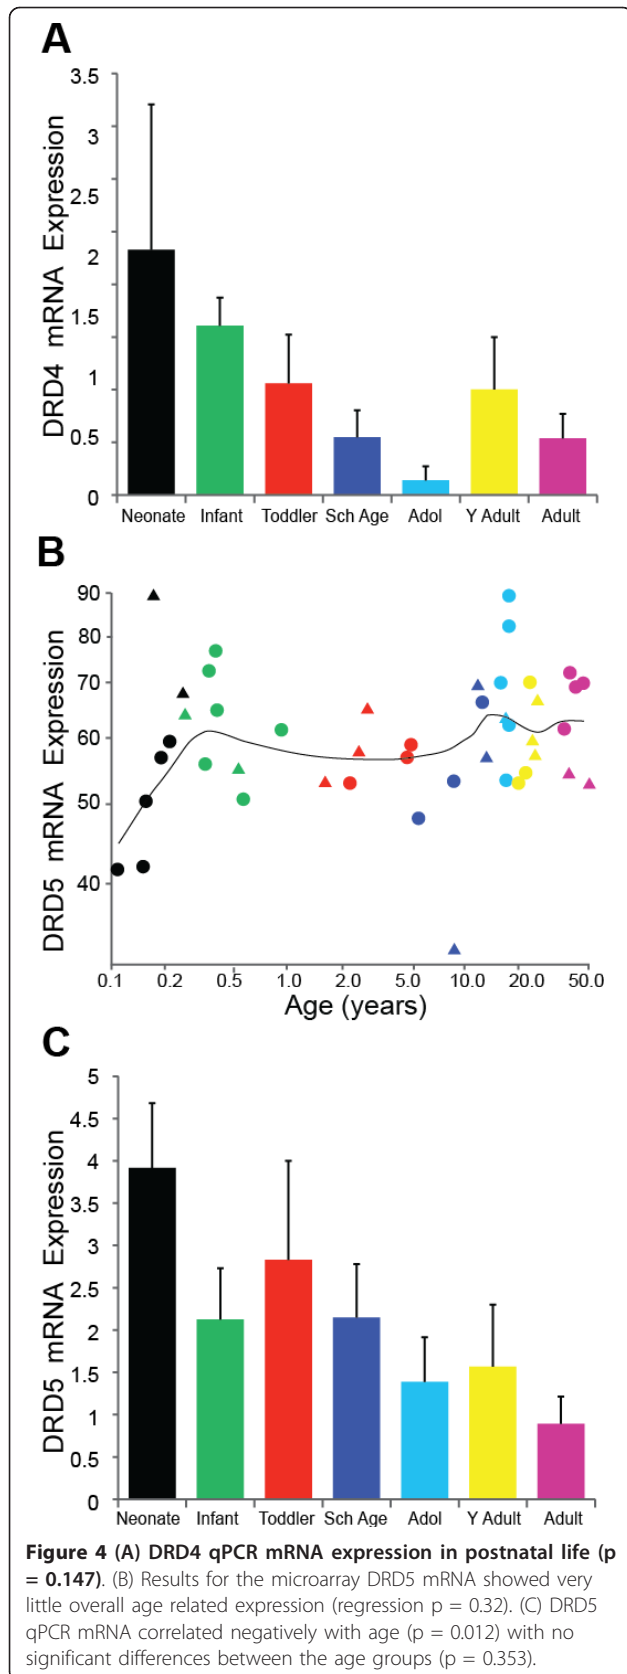 A
3.5
3
2.5
2
1.5
1
0.5
0
DRD4 mRNA Expression
Neonate Infant Toddler Sch Age Adol Y Adult Adult
B
90
80
70
60
50
40
DRD5 mRNA Expression
0.1 0.2 0.5 1.0 2.0 5.0 10.0 20.0 50.0
Age (years)
C
5
4.5
4
3.5
3
2.5
2
1.5
1
0.5
0
DRD5 mRNA Expression
Neonate Infant Toddler Sch Age Adol Y Adult Adult
Figure 4 (A) DRD4 qPCR mRNA expression in postnatal life (p
= 0.147). (B) Results for the microarray DRD5 mRNA showed very
little overall age related expression (regression p = 0.32). (C) DRD5
qPCR mRNA correlated negatively with age (p = 0.012) with no
significant differences between the age groups (p = 0.353).